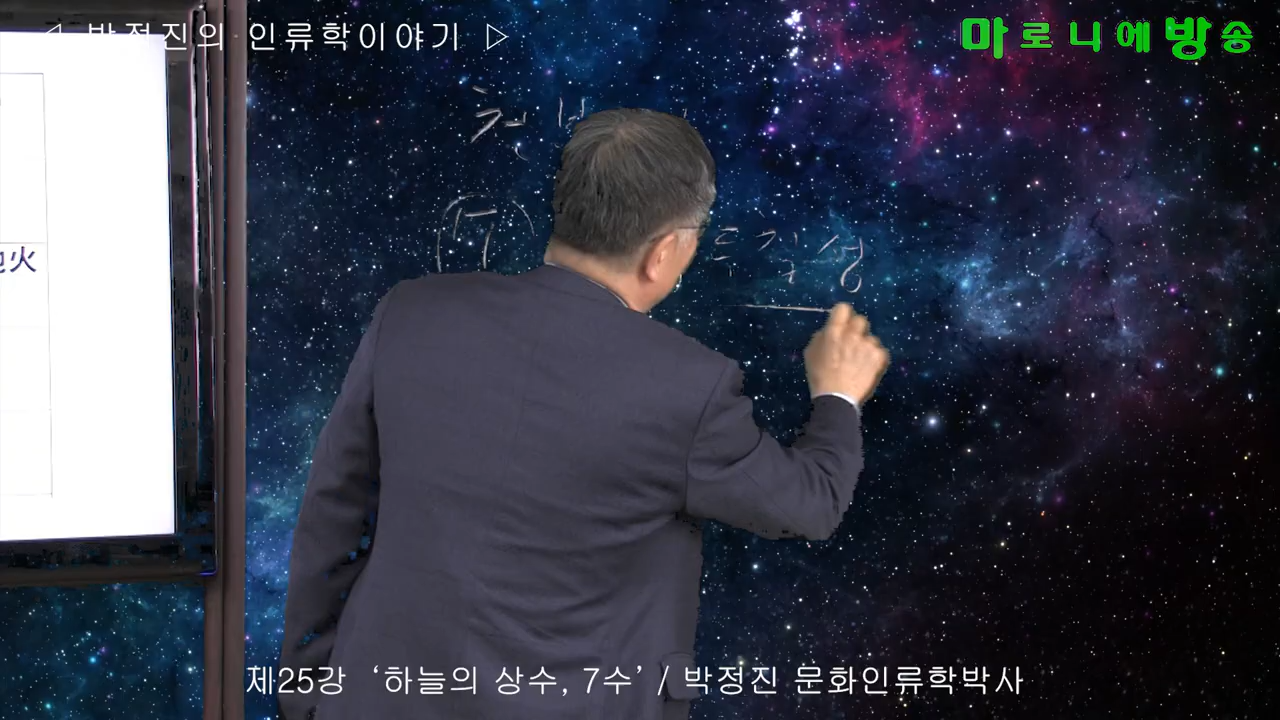 ◁ 박정진의 인류학이야기 ▷
마로니에방송
火
(7) 두칠성
제25강 ‘하늘의 상수, 7수’ / 박정진 문화인류학박사